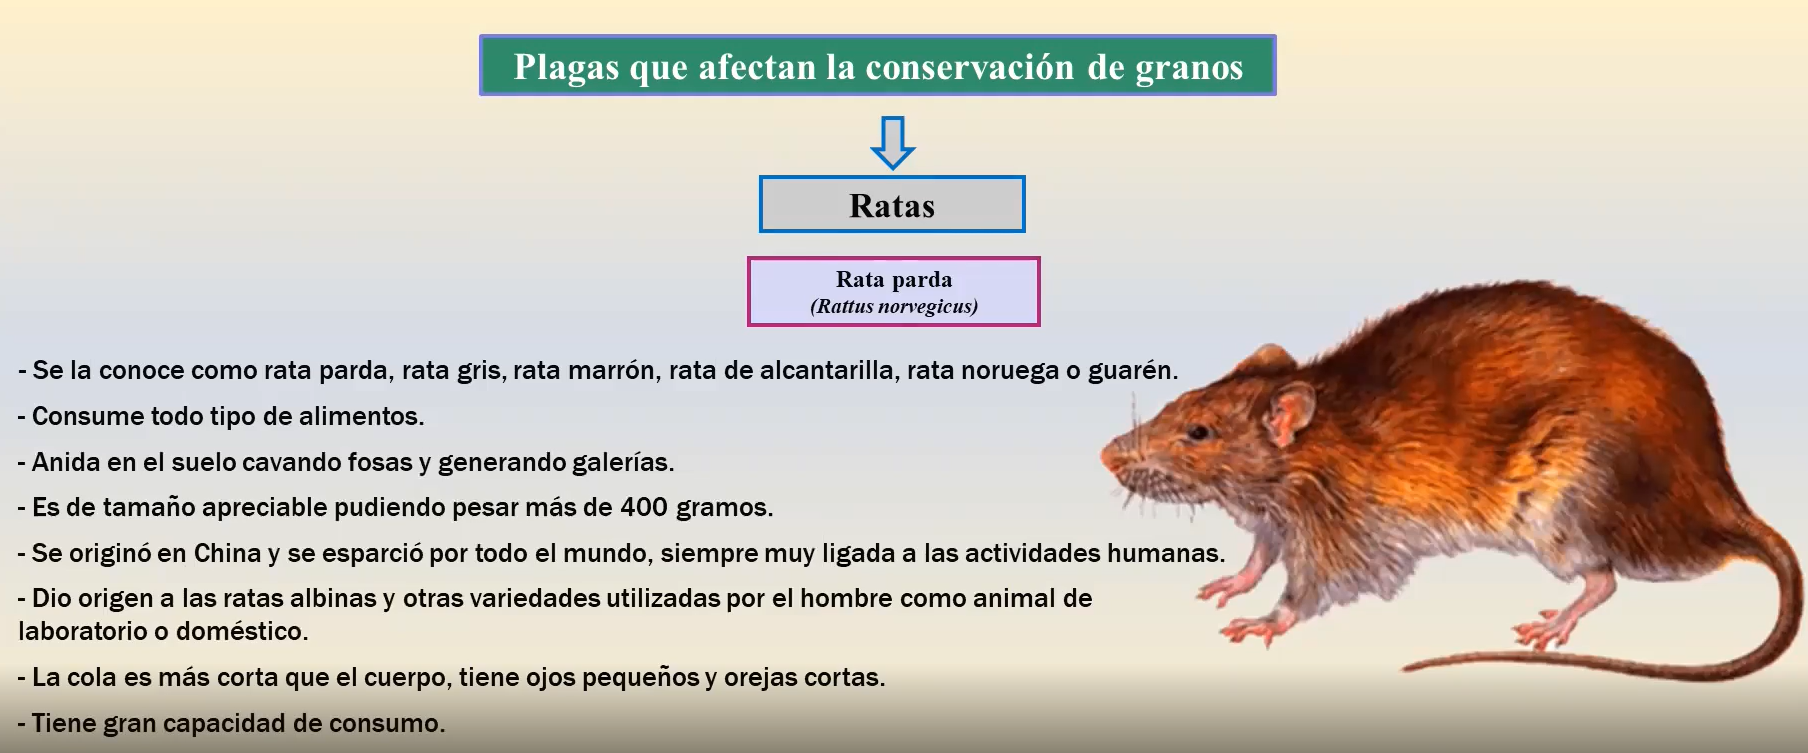 Plagas que afectan la conservación de granos
Ratas
Rata parda
(Rattus norvegicus)
- Se la conoce como rata parda, rata gris, rata marrón, rata de alcantarilla, rata noruega o guarén.
- Consume todo tipo de alimentos.
- Anida en el suelo cavando fosas y generando galerías.
- Es de tamaño apreciable pudiendo pesar más de 400 gramos.
- Se originó en China y se esparció por todo el mundo, siempre muy ligada a las actividades humanas.
- Dio origen a las ratas albinas y otras variedades utilizadas por el hombre como animal de
laboratorio o doméstico.
- La cola es más corta que el cuerpo, tiene ojos pequeños y orejas cortas.
- Tiene gran capacidad de consumo.